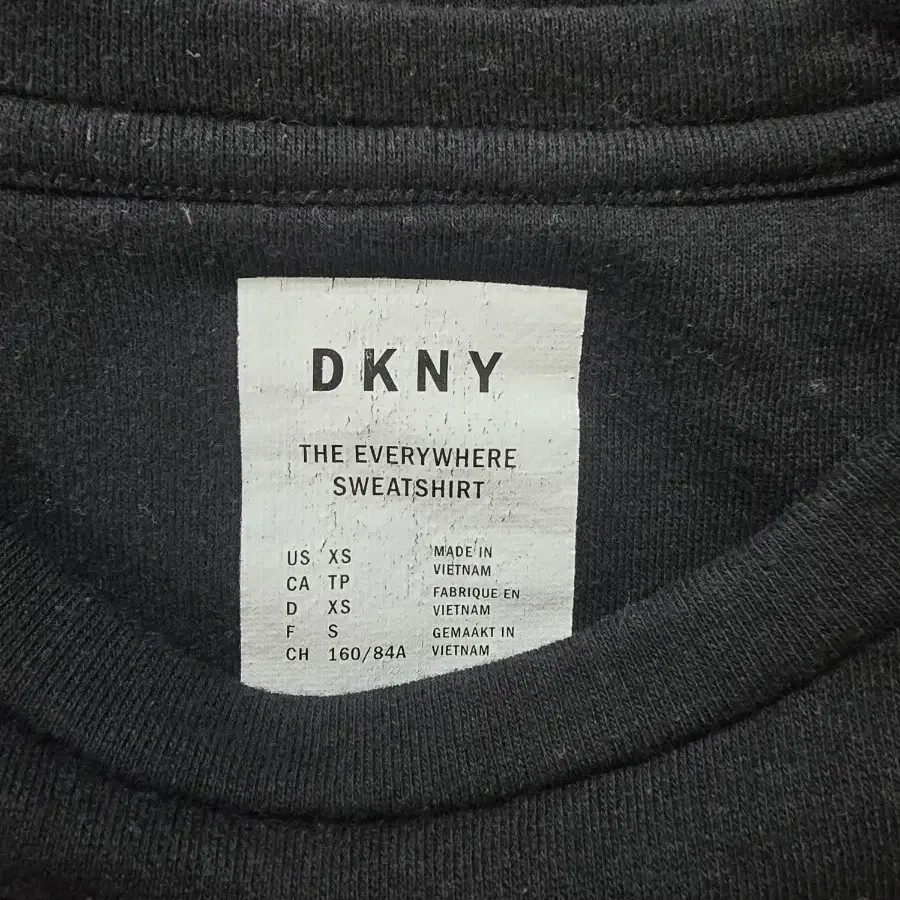 DKNY
THE EVERYWHERE
SWEATSHIRT
US XS
CA TP
D XS
F S
CH 160/84A
MADE IN
VIETNAM
FABRIQUE EN
VIETNAM
GEMAAKT IN
VIETNAM